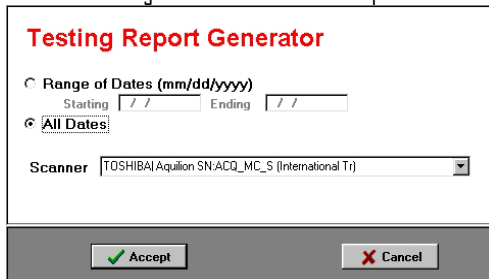 Testing Report Generator
Range of Dates (mm/dd/yyyy)
Starting / / Ending / /
All Dates
Scanner TOSHIBA| Aquilion SN:ACQ_MC_S (International Tr)
Accept Cancel